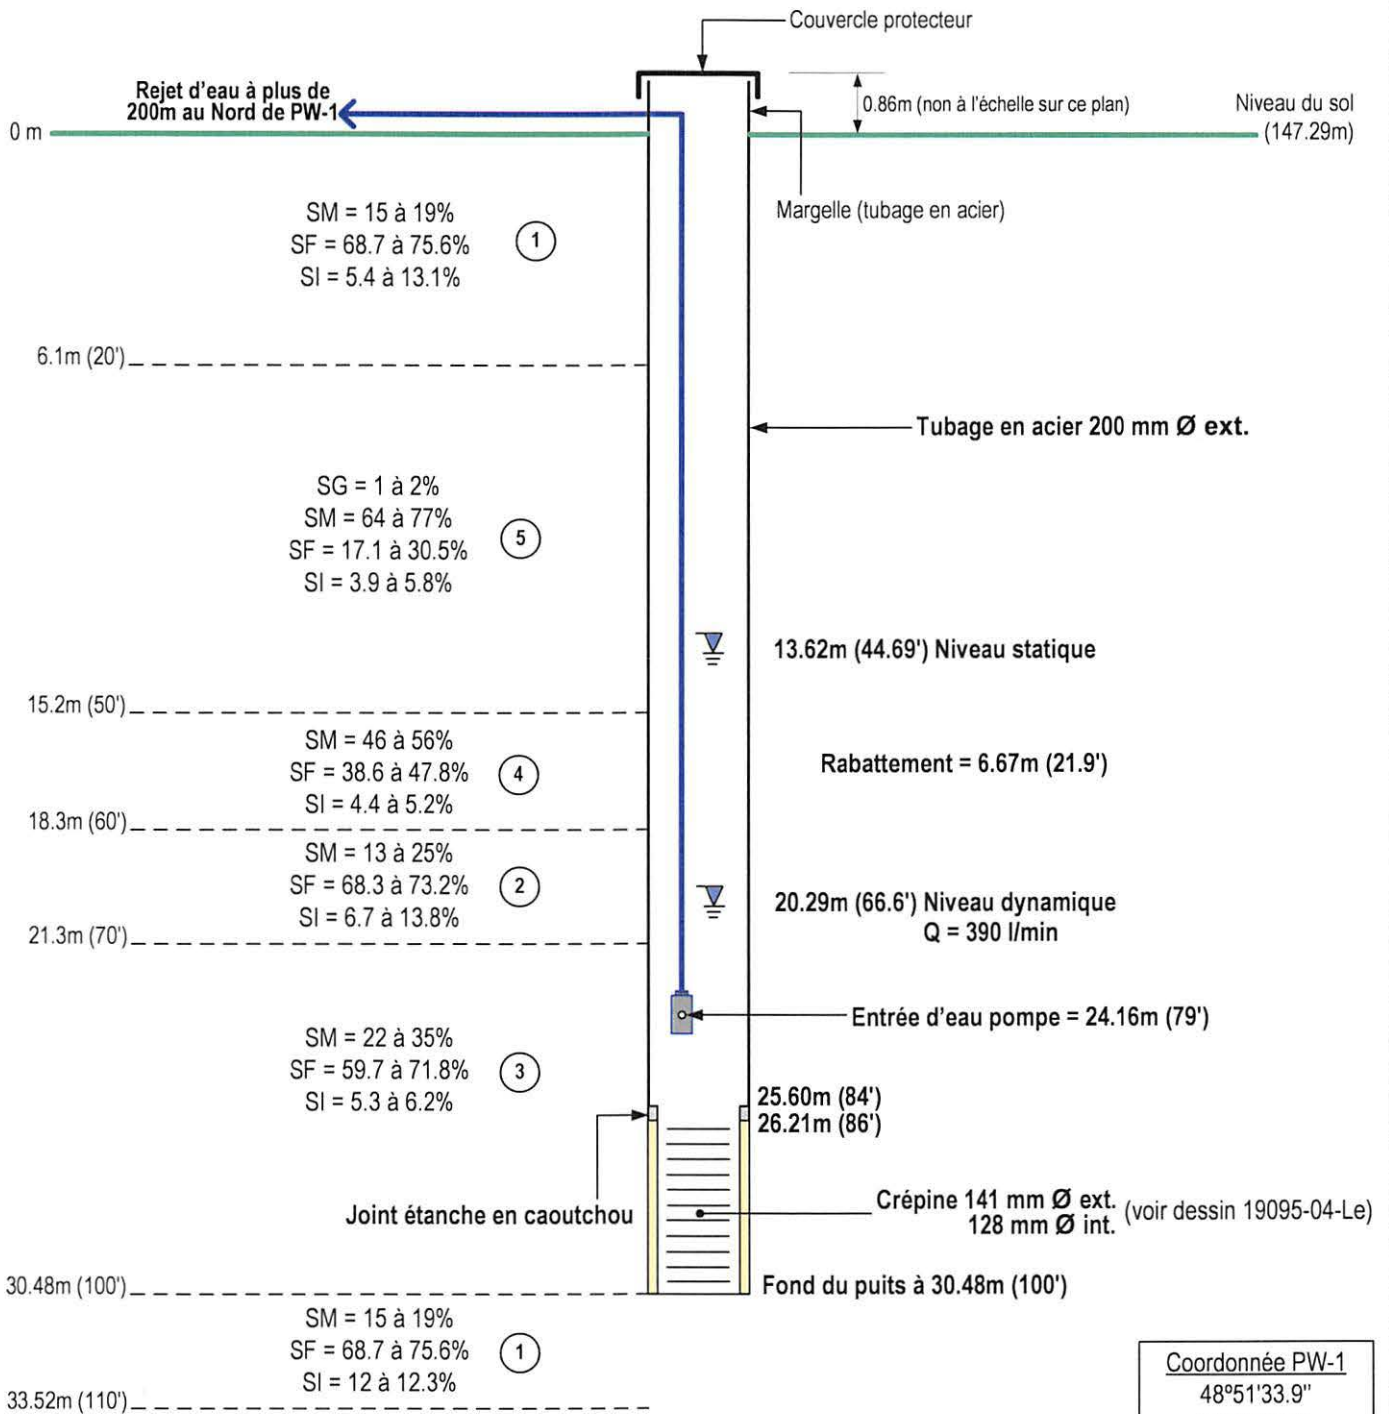 Couvercle protecteur
Rejet d'eau à plus de
200m au Nord de PW-1
0.86m (non à l'échelle sur ce plan)
Niveau du sol
(147.29m)
0 m
Margelle (tubage en acier)
SM = 15 à 19%
SF = 68.7 à 75.6%
SI = 5.4 à 13.1%
1
6.1m (20')
Tubage en acier 200 mm Ø ext.
SG = 1 à 2%
SM = 64 à 77%
SF = 17.1 à 30.5%
SI = 3.9 à 5.8%
5
13.62m (44.69') Niveau statique
15.2m (50')
SM = 46 à 56%
SF = 38.6 à 47.8%
SI = 4.4 à 5.2%
4
Rabattement = 6.67m (21.9')
18.3m (60')
SM = 13 à 25%
SF = 68.3 à 73.2%
SI = 6.7 à 13.8%
2
20.29m (66.6') Niveau dynamique
Q = 390 l/min
21.3m (70')
Entrée d'eau pompe = 24.16m (79')
SM = 22 à 35%
SF = 59.7 à 71.8%
SI = 5.3 à 6.2%
3
25.60m (84')
26.21m (86')
Joint étanche en caoutchou
Crépine 141 mm Ø ext.
128 mm Ø int.
(voir dessin 19095-04-Le)
30.48m (100')
Fond du puits à 30.48m (100')
SM = 15 à 19%
SF = 68.7 à 75.6%
SI = 12 à 12.3%
1
33.52m (110')
Coordonnée PW-1
48º51'33.9"